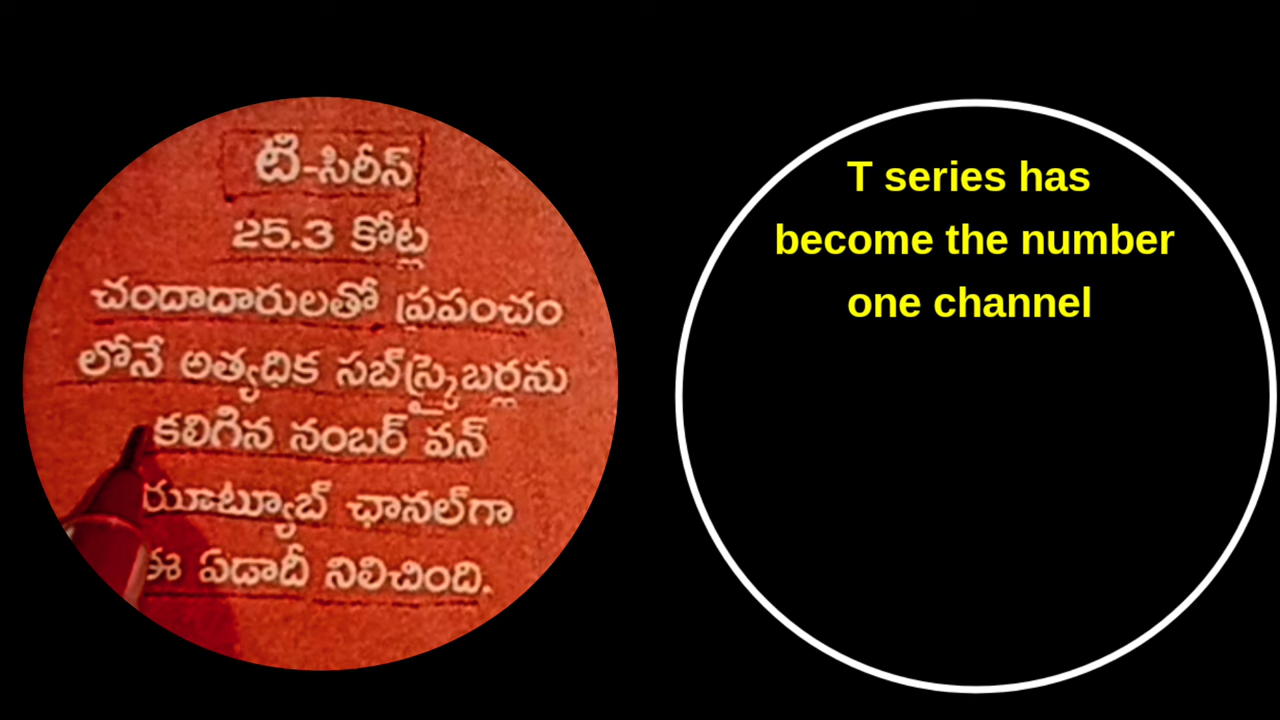 టి-సిరీస్
25.3 కోట్ల
చందాదారులతో ప్రపంచం
లోనే అత్యధిక సబ్‌స్క్రైబర్లను
కలిగిన నంబర్ వన్
యూట్యూబ్ ఛానల్‌గా
ఈ ఏడాదీ నిలిచింది.
T series has
become the number
one channel